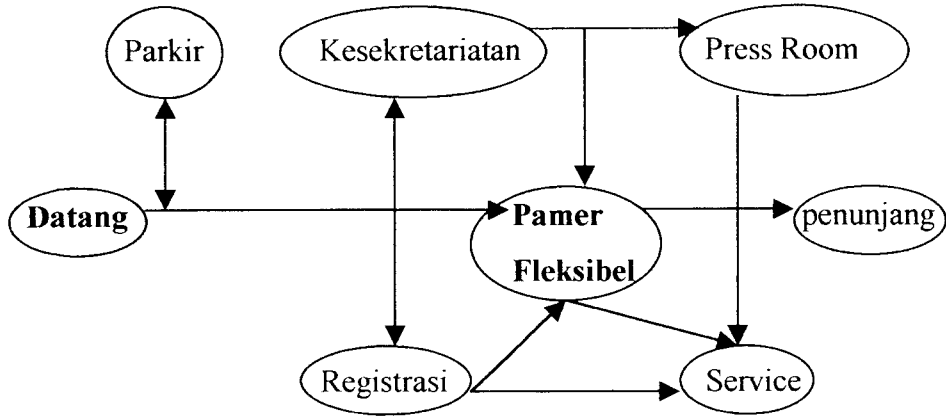 Parkir
Kesekretariatan
Press Room
Datang
Pamer
Fleksibel
penunjang
Registrasi
Service